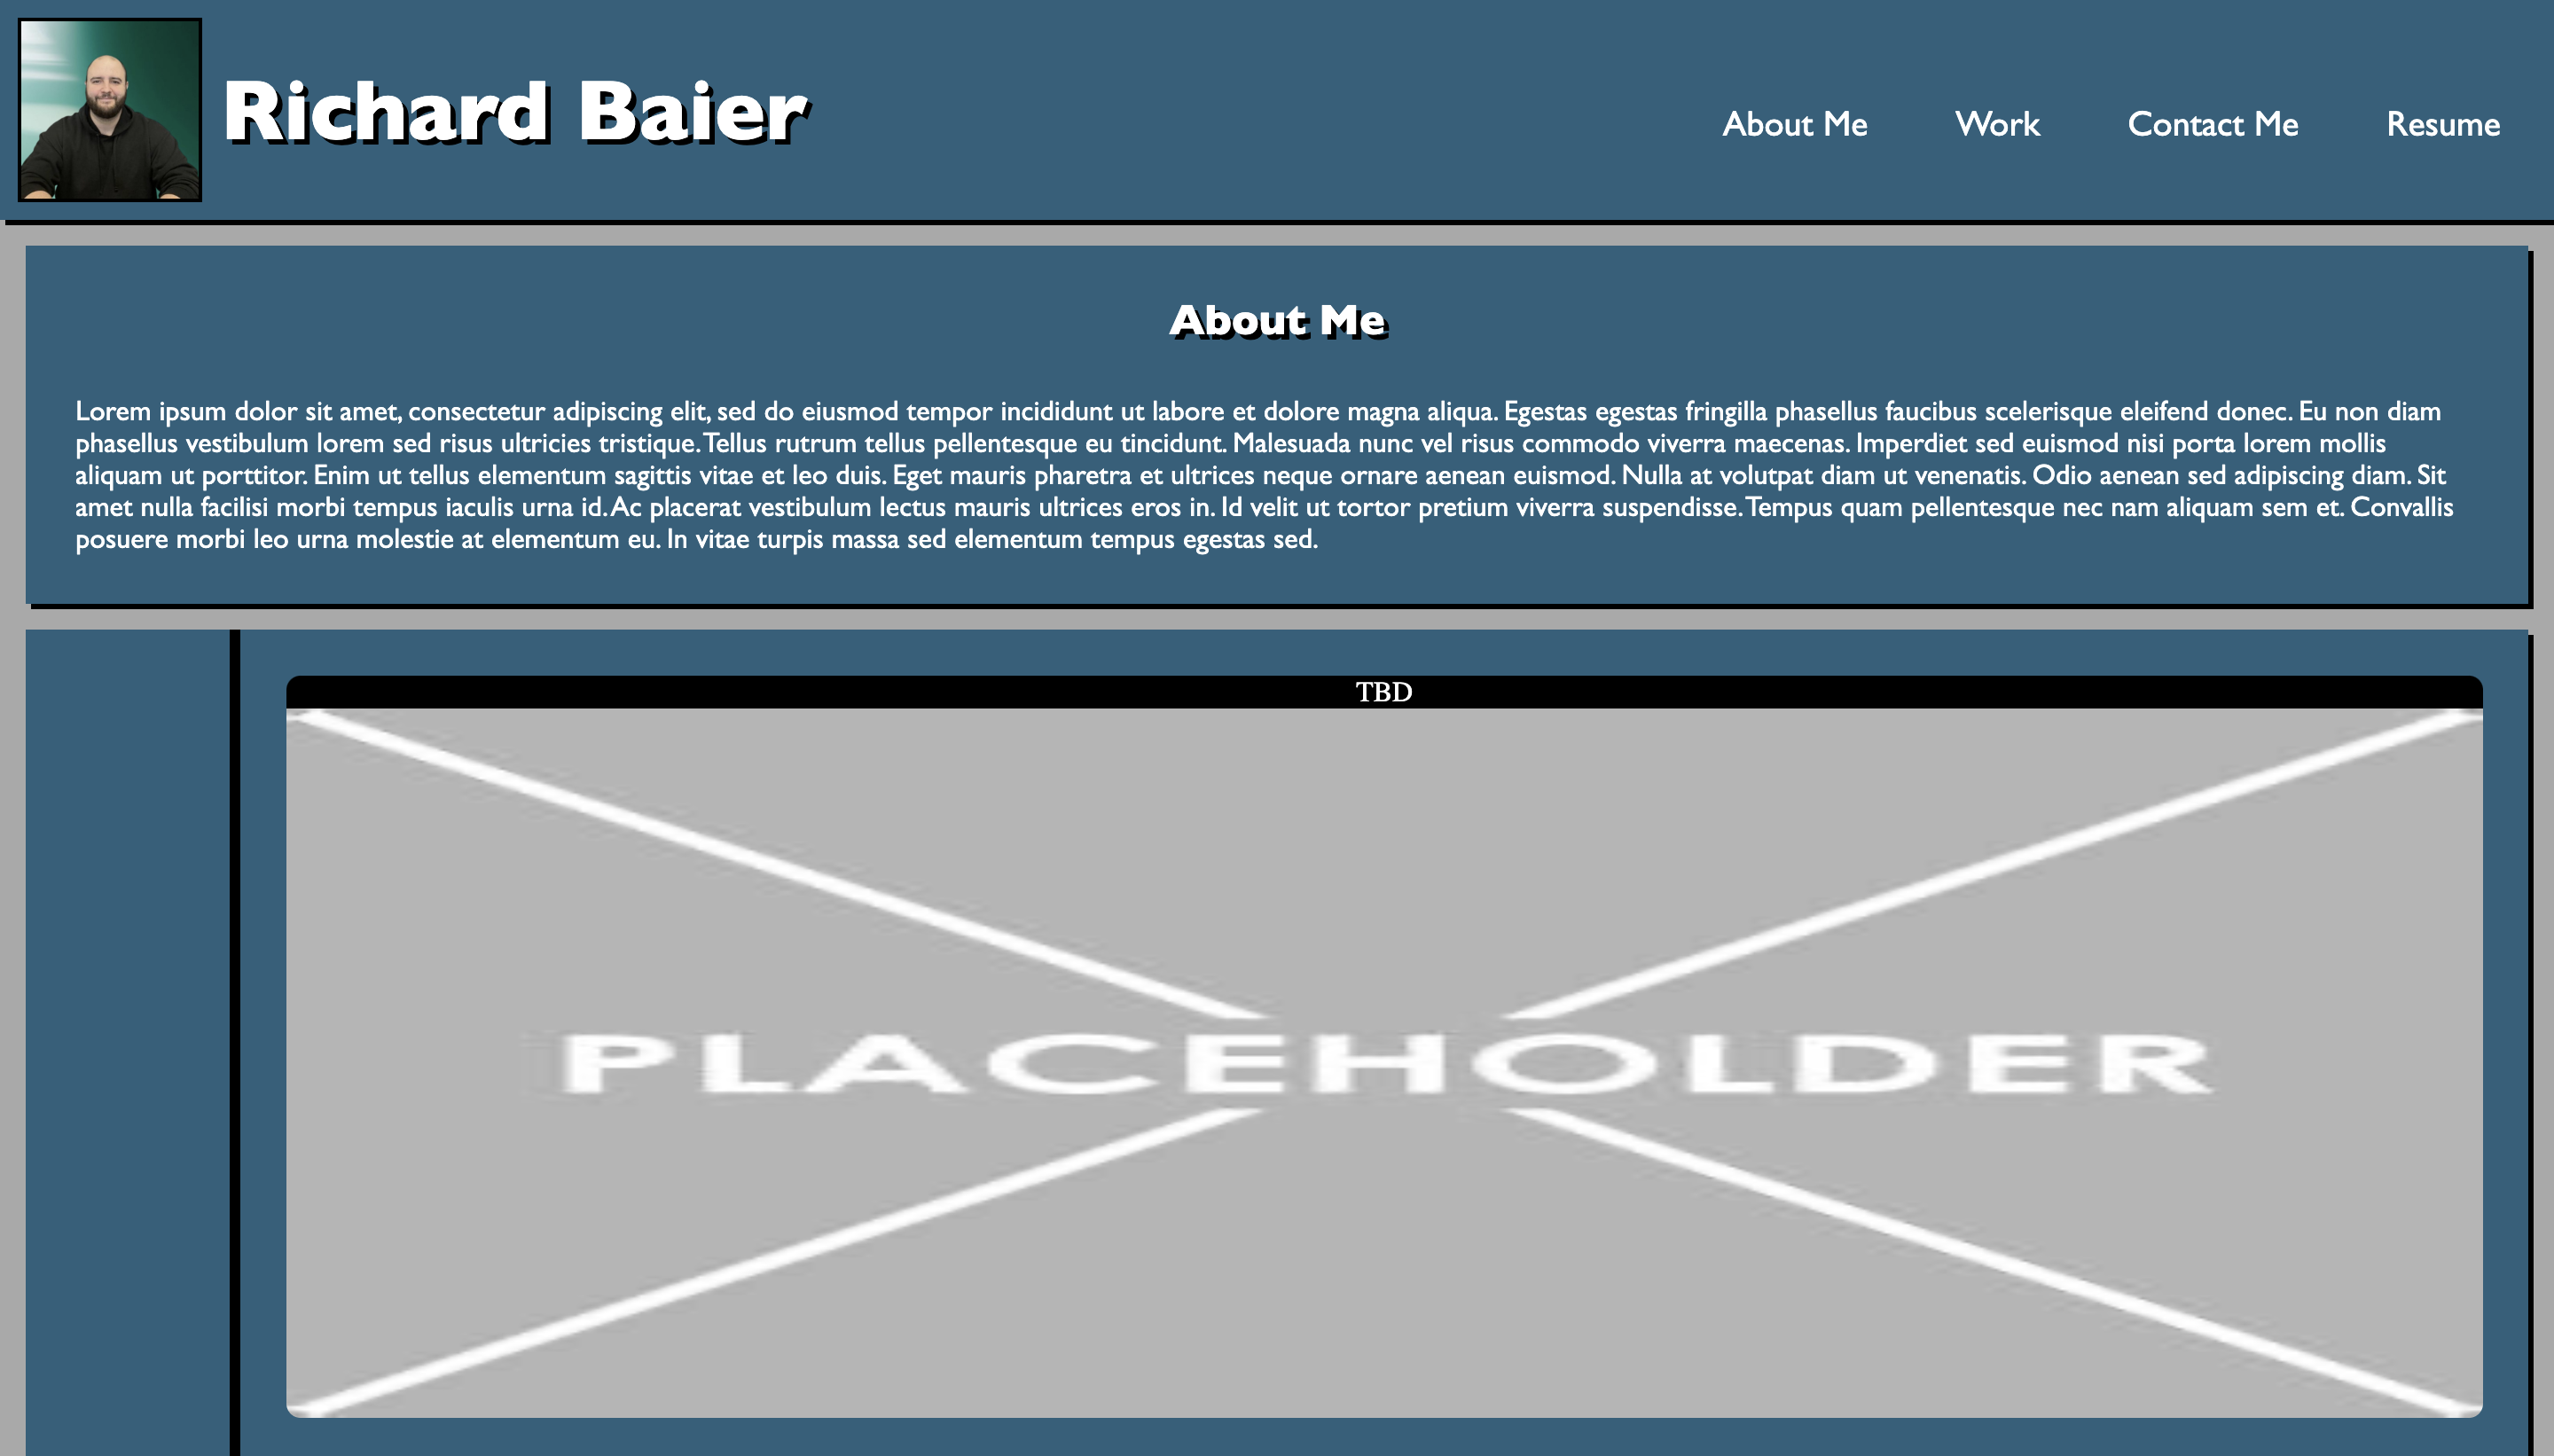 Richard Baier
About Me
Work
Contact Me
Resume
About Me
Lorem ipsum dolor sit amet, consectetur adipiscing elit, sed do eiusmod tempor incididunt ut labore et dolore magna aliqua. Egestas egestas fringilla phasellus faucibus scelerisque eleifend donec. Eu non diam
phasellus vestibulum lorem sed risus ultricies tristique. Tellus rutrum tellus pellentesque eu tincidunt. Malesuada nunc vel risus commodo viverra maecenas. Imperdiet sed euismod nisi porta lorem mollis
aliquam ut porttitor. Enim ut tellus elementum sagittis vitae et leo duis. Eget mauris pharetra et ultrices neque ornare aenean euismod. Nulla at volutpat diam ut venenatis. Odio aenean sed adipiscing diam. Sit
amet nulla facilisi morbi tempus iaculis urna id. Ac placerat vestibulum lectus mauris ultrices eros in. Id velit ut tortor pretium viverra suspendisse. Tempus quam pellentesque nec nam aliquam sem et. Convallis
posuere morbi leo urna molestie at elementum eu. In vitae turpis massa sed elementum tempus egestas sed.
TBD
PLACEHOLDER